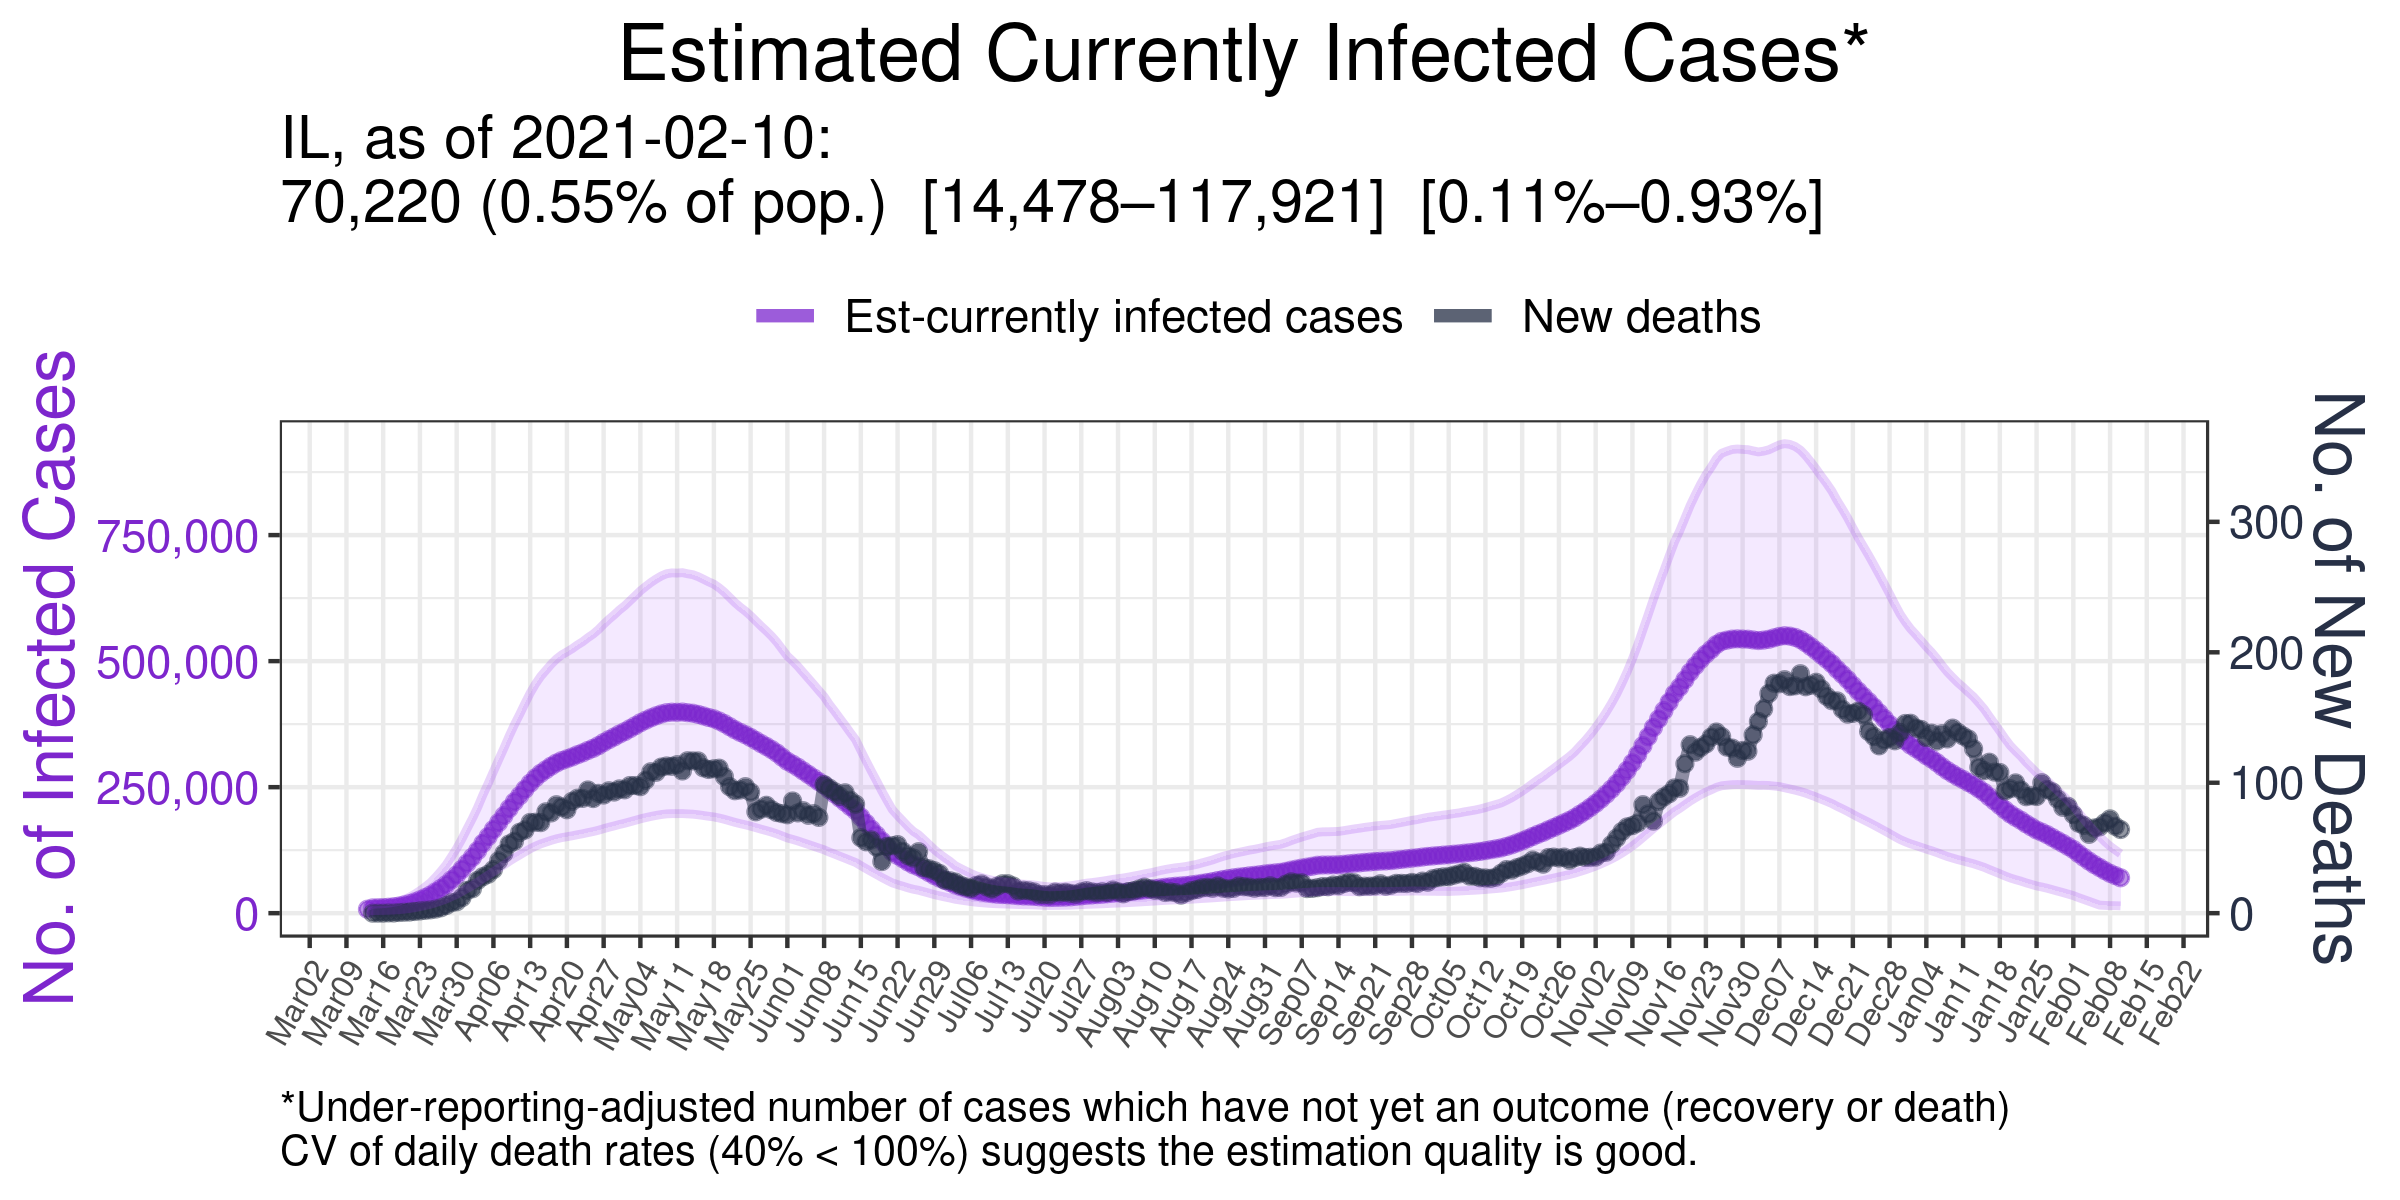 Estimated Currently Infected Cases*
IL, as of 2021-02-10:
70,220 (0.55% of pop.) [14,478–117,921] [0.11%–0.93%]
Est-currently infected cases
New deaths
No. of Infected Cases
750,000
500,000
250,000
0
No. of New Deaths
300
200
100
0
Mar02
Mar09
Mar16
Mar23
Mar30
Apr06
Apr13
Apr20
Apr27
May04
May11
May18
May25
Jun01
Jun08
Jun15
Jun22
Jun29
Jul06
Jul13
Jul20
Jul27
Aug03
Aug10
Aug17
Aug24
Aug31
Sep07
Sep14
Sep21
Sep28
Oct05
Oct12
Oct19
Oct26
Nov02
Nov09
Nov16
Nov23
Nov30
Dec07
Dec14
Dec21
Dec28
Jan04
Jan11
Jan18
Jan25
Feb01
Feb08
Feb15
Feb22
*Under-reporting-adjusted number of cases which have not yet an outcome (recovery or death)
CV of daily death rates (40% < 100%) suggests the estimation quality is good.